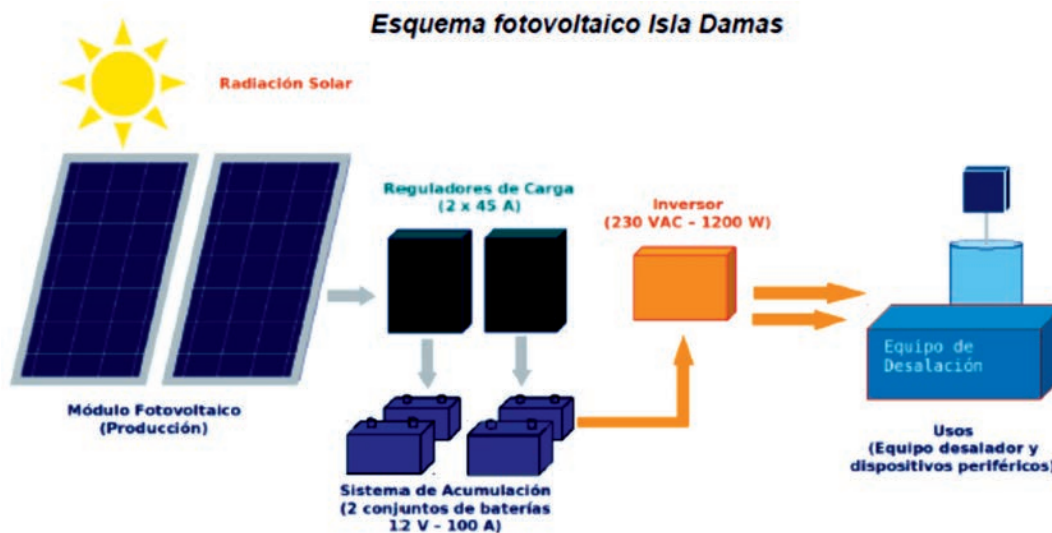 Esquema fotovoltaico Isla Damas
Radiación Solar
Reguladores de Carga
(2 x 45 A)
Inversor
(230 VAC – 1200 W)
Módulo Fotovoltaico
(Producción)
Sistema de Acumulación
(2 conjuntos de baterías
12 V – 100 A)
Equipo de
Desalación
Usos
(Equipo desalador y
dispositivos periféricos)